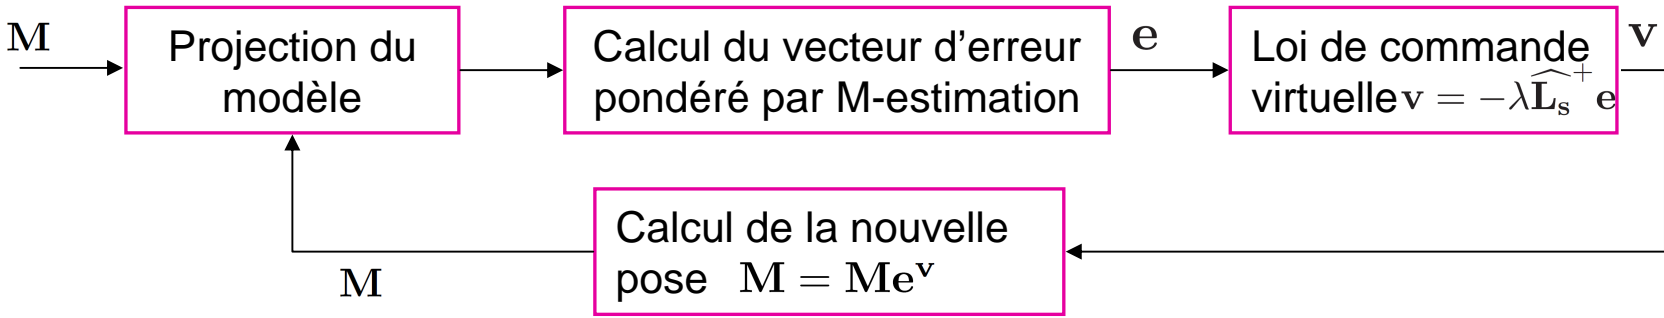 M
Projection du
modèle
Calcul du vecteur d'erreur
pondéré par M-estimation
e
Loi de commande
virtuelle v = −λL̂ₛ⁺e
v
Calcul de la nouvelle
pose M = Meᵛ
M